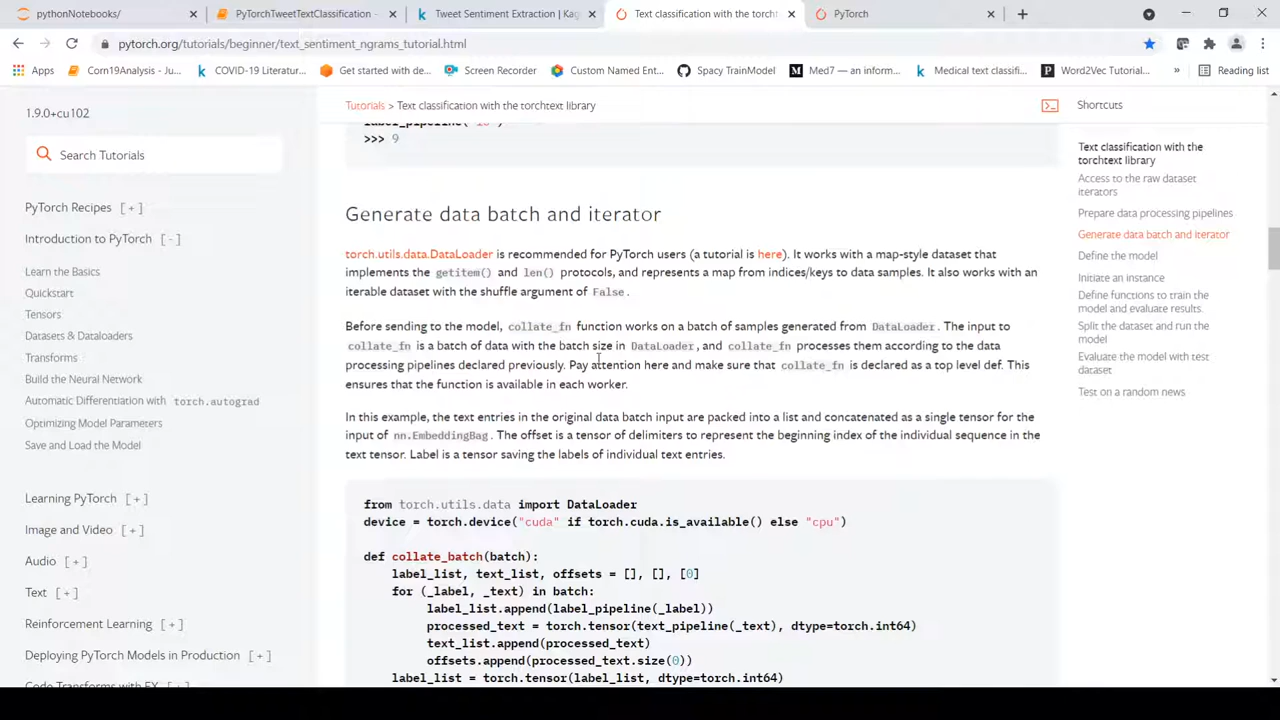 pythonNotebooks/
PyTorchTweetTextClassification -
Tweet Sentiment Extraction | Kag
Text classification with the torcht
PyTorch
pytorch.org/tutorials/beginner/text_sentiment_ngrams_tutorial.html
Apps
Corn19Analysis - Ju...
COVID-19 Literatur...
Get started with de...
Screen Recorder
Custom Named Ent...
Spacy TrainModel
Med7 — an inform...
Medical text classifi...
Word2Vec Tutorial...
»
Reading list
1.9.0+cu102
Search Tutorials
PyTorch Recipes [ + ]
Introduction to PyTorch [ - ]
Learn the Basics
Quickstart
Tensors
Datasets & Dataloaders
Transforms
Build the Neural Network
Automatic Differentiation with torch.autograd
Optimizing Model Parameters
Save and Load the Model
Learning PyTorch [ + ]
Image and Video [ + ]
Audio [ + ]
Text [ + ]
Reinforcement Learning [ + ]
Deploying PyTorch Models in Production [ + ]
Code Transforms with FX [ + ]
Tutorials > Text classification with the torchtext library
>>> 9
Generate data batch and iterator
torch.utils.data.DataLoader is recommended for PyTorch users (a tutorial is here). It works with a map-style dataset that
implements the getitem() and len() protocols, and represents a map from indices/keys to data samples. It also works with an
iterable dataset with the shuffle argument of False.
Before sending to the model, collate_fn function works on a batch of samples generated from DataLoader. The input to
collate_fn is a batch of data with the batch size in DataLoader, and collate_fn processes them according to the data
processing pipelines declared previously. Pay attention here and make sure that collate_fn is declared as a top level def. This
ensures that the function is available in each worker.
In this example, the text entries in the original data batch input are packed into a list and concatenated as a single tensor for the
input of nn.EmbeddingBag. The offset is a tensor of delimiters to represent the beginning index of the individual sequence in the
text tensor. Label is a tensor saving the labels of individual text entries.
from torch.utils.data import DataLoader
device = torch.device("cuda" if torch.cuda.is_available() else "cpu")
def collate_batch(batch):
label_list, text_list, offsets = [], [], [0]
for (_label, _text) in batch:
label_list.append(label_pipeline(_label))
processed_text = torch.tensor(text_pipeline(_text), dtype=torch.int64)
text_list.append(processed_text)
offsets.append(processed_text.size(0))
label_list = torch.tensor(label_list, dtype=torch.int64)
Shortcuts
Text classification with the
torchtext library
Access to the raw dataset
iterators
Prepare data processing pipelines
Generate data batch and iterator
Define the model
Initiate an instance
Define functions to train the
model and evaluate results.
Split the dataset and run the
model
Evaluate the model with test
dataset
Test on a random news